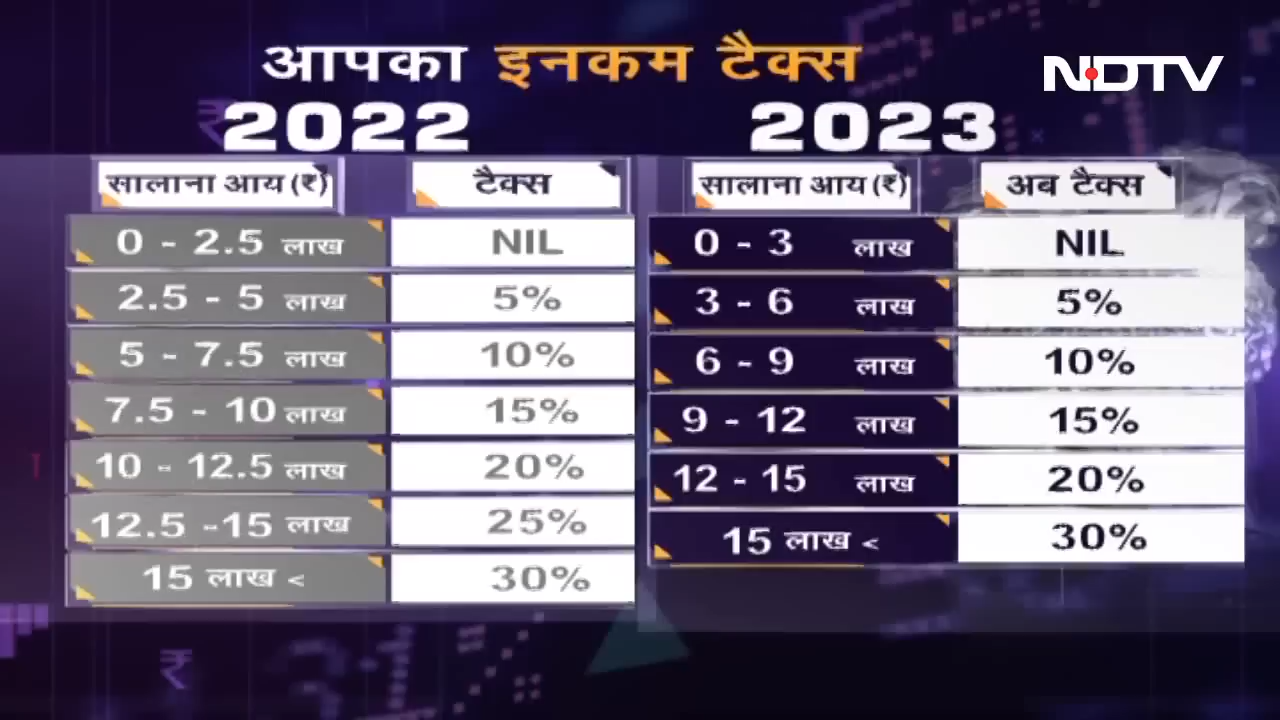 आपका इनकम टैक्स
NDTV
2022
2023
सालाना आय (₹) टैक्स
0 - 2.5 लाख NIL
2.5 - 5 लाख 5%
5 - 7.5 लाख 10%
7.5 - 10 लाख 15%
10 - 12.5 लाख 20%
12.5 -15 लाख 25%
15 लाख < 30%
सालाना आय (₹) अब टैक्स
0 - 3 लाख NIL
3 - 6 लाख 5%
6 - 9 लाख 10%
9 - 12 लाख 15%
12 - 15 लाख 20%
15 लाख < 30%